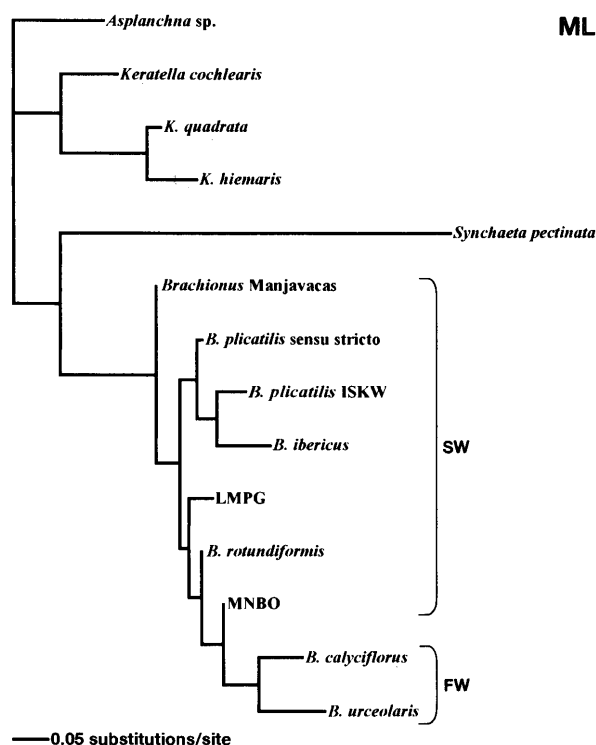 Asplanchna sp.
ML
Keratella cochlearis
K. quadrata
K. hiemaris
Synchaeta pectinata
Brachionus Manjavacas
B. plicatilis sensu stricto
B. plicatilis ISKW
B. ibericus
SW
LMPG
B. rotundiformis
MNBO
B. calyciflorus
FW
B. urceolaris
0.05 substitutions/site